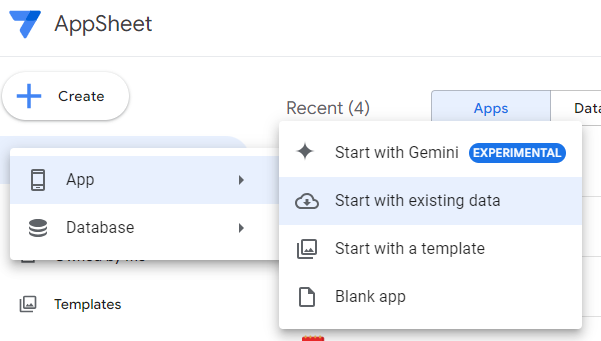 AppSheet
Create
Recent (4)
Apps
Data
App
Database
Start with Gemini EXPERIMENTAL
Start with existing data
Start with a template
Blank app
Owned by me
Templates